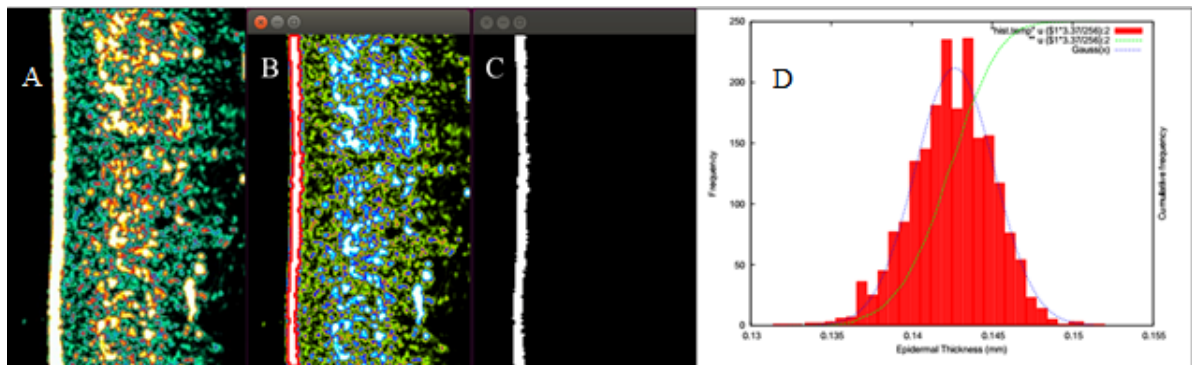 A
B
C
D
"hist.temp" u ($1*3.37/256):2
"" u ($1*3.37/256):2
Gauss(x)
250
200
150
100
50
0
Frequency
Cumulative frequency
0.13
0.135
0.14
0.145
0.15
0.155
Epidermal Thickness (mm)